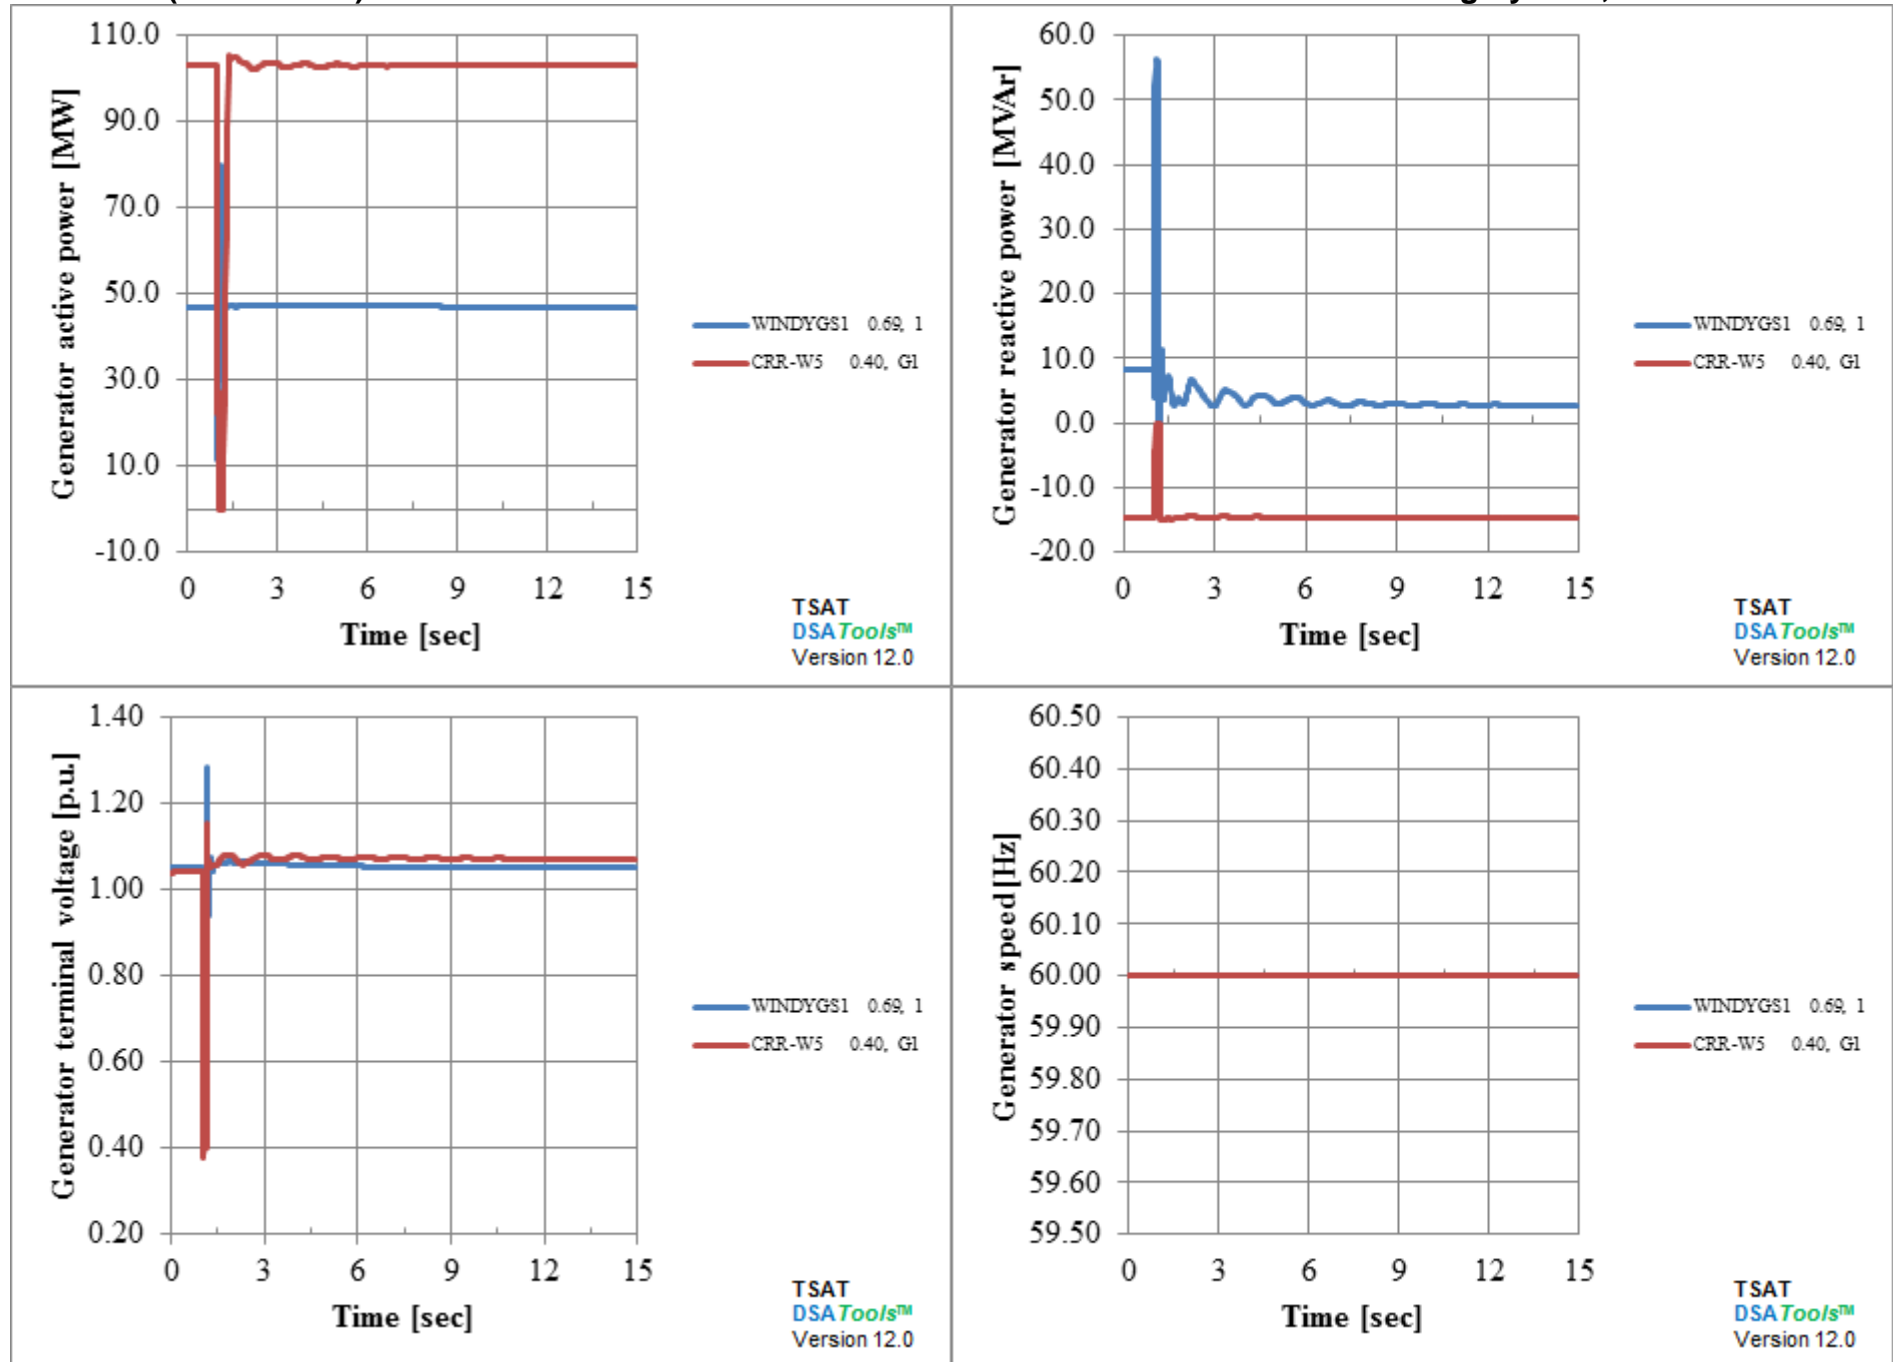 110.0
90.0
70.0
50.0
30.0
10.0
-10.0
0 3 6 9 12 15
Generator active power [MW]
Time [sec]
WINDYGS1 0.69, 1
CRR-W5 0.40, G1
TSAT
DSATools™
Version 12.0
60.0
50.0
40.0
30.0
20.0
10.0
0.0
-10.0
-20.0
0 3 6 9 12 15
Generator reactive power [MVAr]
Time [sec]
WINDYGS1 0.69, 1
CRR-W5 0.40, G1
TSAT
DSATools™
Version 12.0
1.40
1.20
1.00
0.80
0.60
0.40
0.20
0 3 6 9 12 15
Generator terminal voltage [p.u.]
Time [sec]
WINDYGS1 0.69, 1
CRR-W5 0.40, G1
TSAT
DSATools™
Version 12.0
60.50
60.40
60.30
60.20
60.10
60.00
59.90
59.80
59.70
59.60
59.50
0 3 6 9 12 15
Generator speed[Hz]
Time [sec]
WINDYGS1 0.69, 1
CRR-W5 0.40, G1
TSAT
DSATools™
Version 12.0